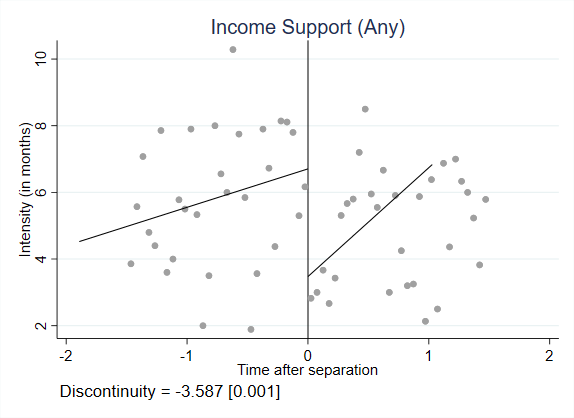 Income Support (Any)
Intensity (in months)
10
8
6
4
2
-2 -1 0 1 2
Time after separation
Discontinuity = -3.587 [0.001]